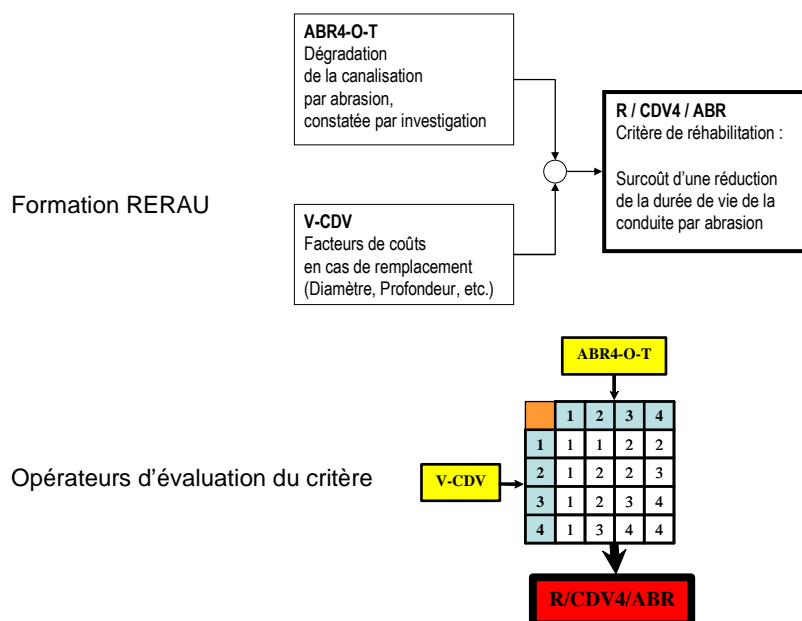 ABR4-O-T
Dégradation
de la canalisation
par abrasion,
constatée par investigation
R / CDV4 / ABR
Critère de réhabilitation :
Surcoût d'une réduction
de la durée de vie de la
conduite par abrasion
Formation RERAU
V-CDV
Facteurs de coûts
en cas de remplacement
(Diamètre, Profondeur, etc.)
ABR4-O-T
1 2 3 4
1 1 1 2 2
2 1 2 2 3
3 1 2 3 4
4 1 3 4 4
Opérateurs d'évaluation du critère
V-CDV
R/CDV4/ABR